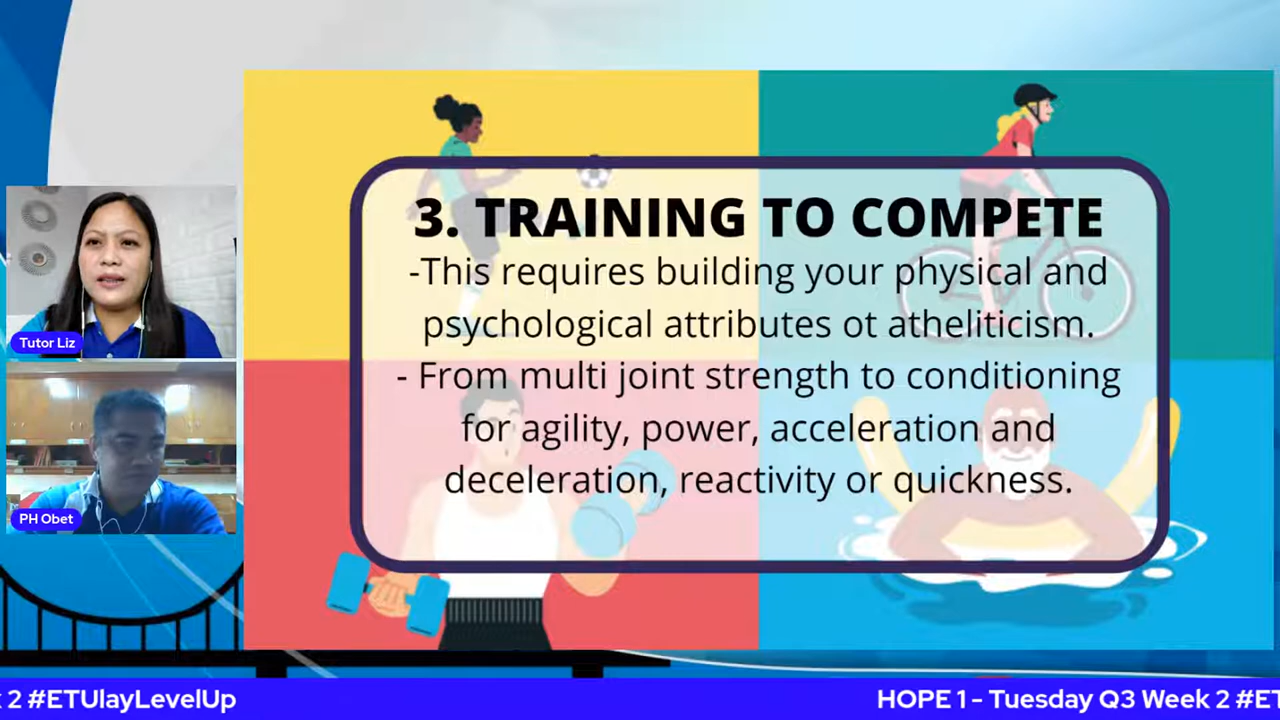 3. TRAINING TO COMPETE
-This requires building your physical and
psychological attributes ot atheliticism.
- From multi joint strength to conditioning
for agility, power, acceleration and
deceleration, reactivity or quickness.
Tutor Liz
PH Obet
2 #ETUlayLevelUp
HOPE 1 - Tuesday Q3 Week 2 #ET